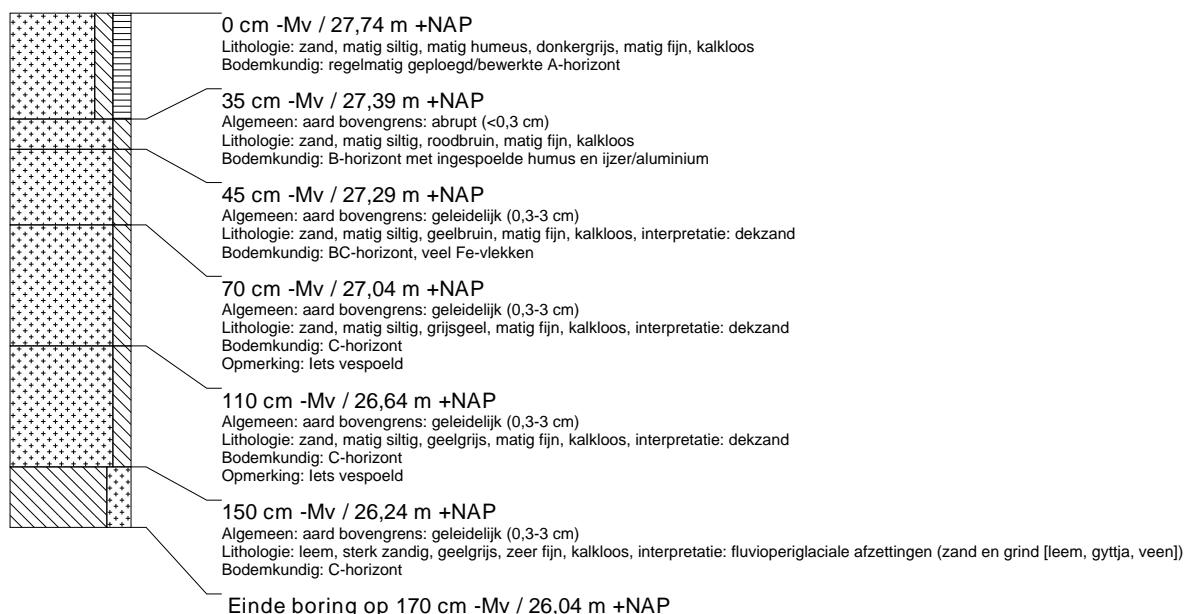 0 cm -Mv / 27,74 m +NAP
Lithologie: zand, matig siltig, matig humeus, donkergrijs, matig fijn, kalkloos
Bodemkundig: regelmatig geploegd/bewerkte A-horizont
35 cm -Mv / 27,39 m +NAP
Algemeen: aard bovengrens: abrupt (<0,3 cm)
Lithologie: zand, matig siltig, roodbruin, matig fijn, kalkloos
Bodemkundig: B-horizont met ingespoelde humus en ijzer/aluminium
45 cm -Mv / 27,29 m +NAP
Algemeen: aard bovengrens: geleidelijk (0,3-3 cm)
Lithologie: zand, matig siltig, geelbruin, matig fijn, kalkloos, interpretatie: dekzand
Bodemkundig: BC-horizont, veel Fe-vlekken
70 cm -Mv / 27,04 m +NAP
Algemeen: aard bovengrens: geleidelijk (0,3-3 cm)
Lithologie: zand, matig siltig, grijsgeel, matig fijn, kalkloos, interpretatie: dekzand
Bodemkundig: C-horizont
Opmerking: Iets vespoeld
110 cm -Mv / 26,64 m +NAP
Algemeen: aard bovengrens: geleidelijk (0,3-3 cm)
Lithologie: zand, matig siltig, geelgrijs, matig fijn, kalkloos, interpretatie: dekzand
Bodemkundig: C-horizont
Opmerking: Iets vespoeld
150 cm -Mv / 26,24 m +NAP
Algemeen: aard bovengrens: geleidelijk (0,3-3 cm)
Lithologie: leem, sterk zandig, geelgrijs, zeer fijn, kalkloos, interpretatie: fluvioperiglaciale afzettingen (zand en grind [leem, gyttja, veen])
Bodemkundig: C-horizont
Einde boring op 170 cm -Mv / 26,04 m +NAP